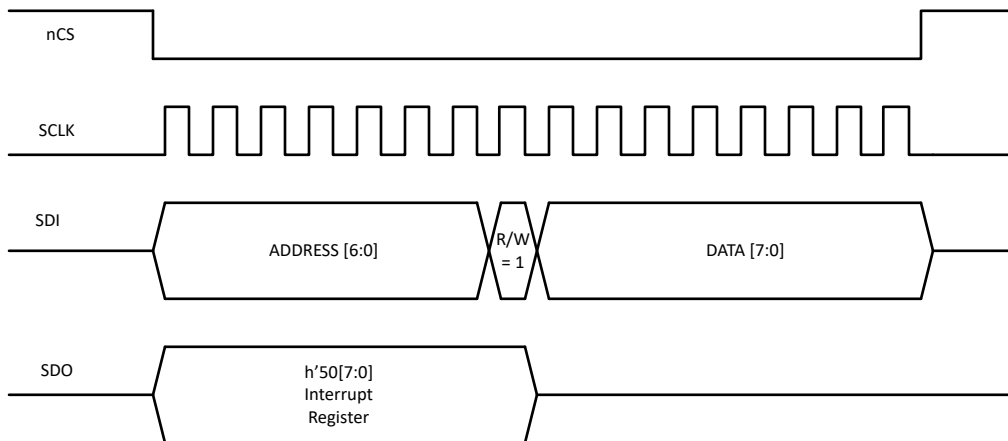 nCS
SCLK
SDI
ADDRESS [6:0]
R/W
= 1
DATA [7:0]
SDO
h’50[7:0]
Interrupt
Register